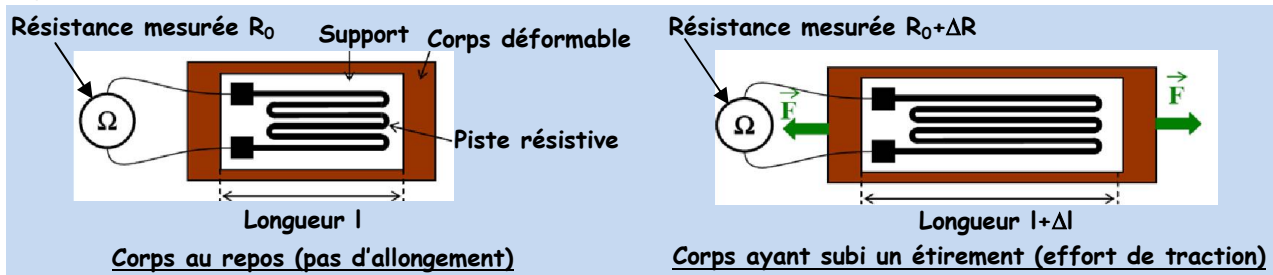 Résistance mesurée R₀
Support
Corps déformable
Ω
Piste résistive
Longueur l
Corps au repos (pas d'allongement)
Résistance mesurée R₀+ΔR
F
F
Ω
Longueur l+Δl
Corps ayant subi un étirement (effort de traction)